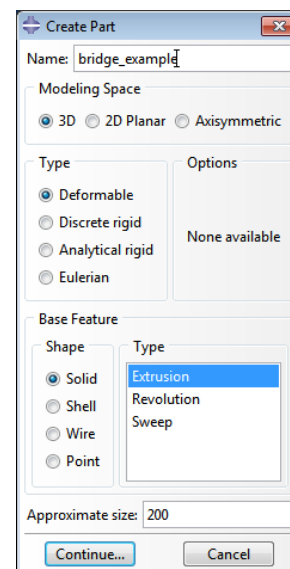 Create Part
Name: bridge_example
Modeling Space
3D 2D Planar Axisymmetric
Type
Deformable
Discrete rigid
Analytical rigid
Eulerian
Options
None available
Base Feature
Shape
Solid
Shell
Wire
Point
Type
Extrusion
Revolution
Sweep
Approximate size: 200
Continue... Cancel